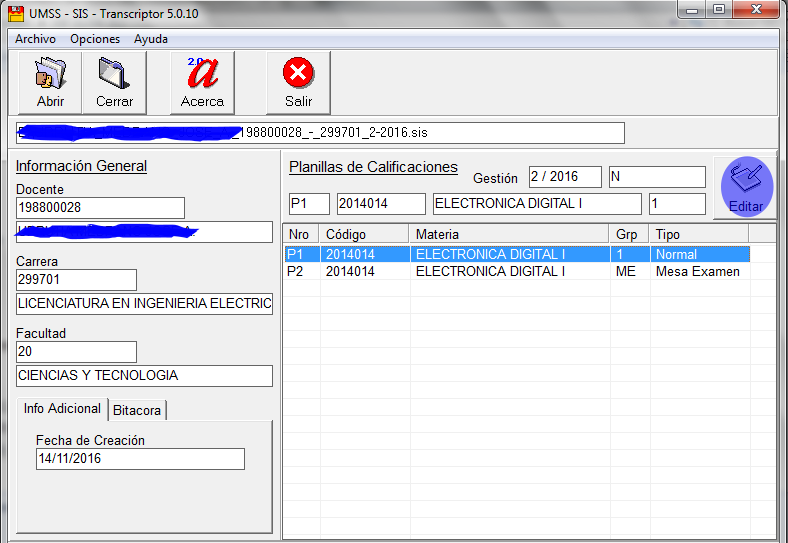 UMSS - SIS - Transcriptor 5.0.10
Archivo Opciones Ayuda
2.0 a
Abrir Cerrar Acerca Salir
_198800028_-_299701_2-2016.sis
Información General
Docente
198800028
Carrera
299701
LICENCIATURA EN INGENIERIA ELECTRIC
Facultad
20
CIENCIAS Y TECNOLOGIA
Info Adicional Bitacora
Fecha de Creación
14/11/2016
Planillas de Calificaciones Gestión 2 / 2016 N
P1 2014014 ELECTRONICA DIGITAL I 1
Editar
Nro Código Materia Grp Tipo
P1 2014014 ELECTRONICA DIGITAL I 1 Normal
P2 2014014 ELECTRONICA DIGITAL I ME Mesa Examen